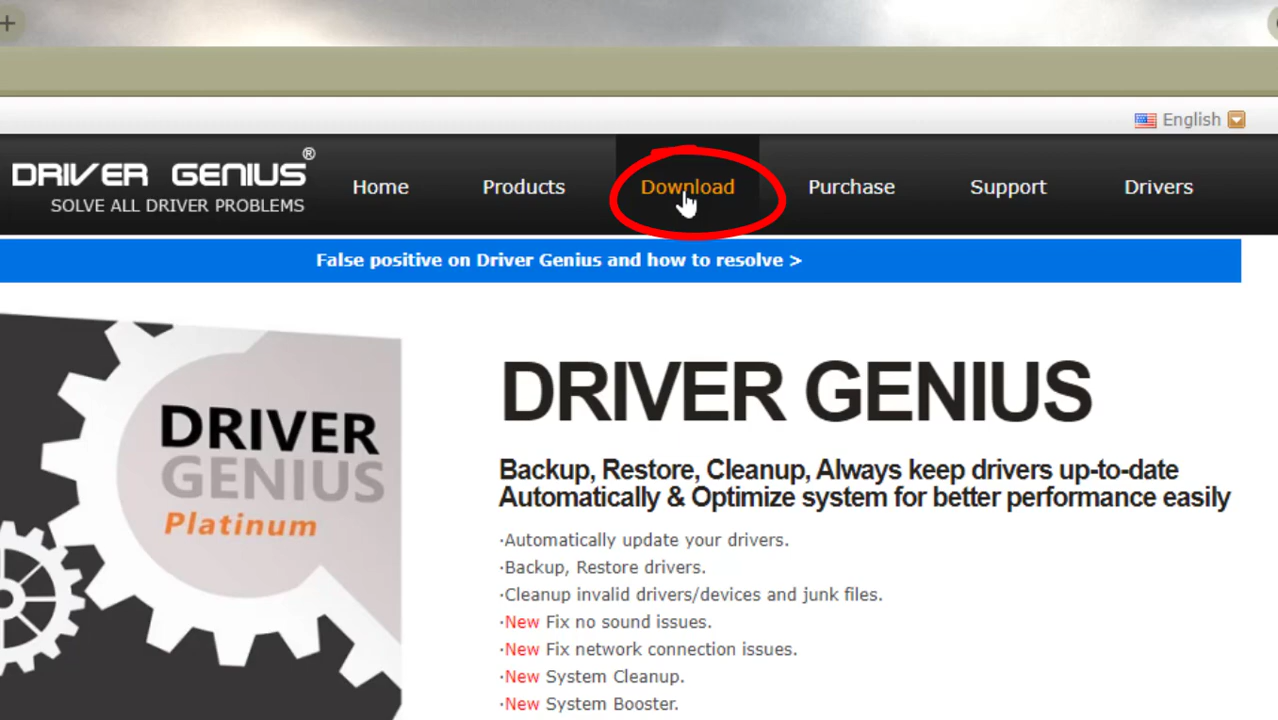 English
DRIVER GENIUS®
SOLVE ALL DRIVER PROBLEMS
Home Products Download Purchase Support Drivers
False positive on Driver Genius and how to resolve >
DRIVER
GENIUS
Platinum
DRIVER GENIUS
Backup, Restore, Cleanup, Always keep drivers up-to-date
Automatically & Optimize system for better performance easily
·Automatically update your drivers.
·Backup, Restore drivers.
·Cleanup invalid drivers/devices and junk files.
·New Fix no sound issues.
·New Fix network connection issues.
·New System Cleanup.
·New System Booster.